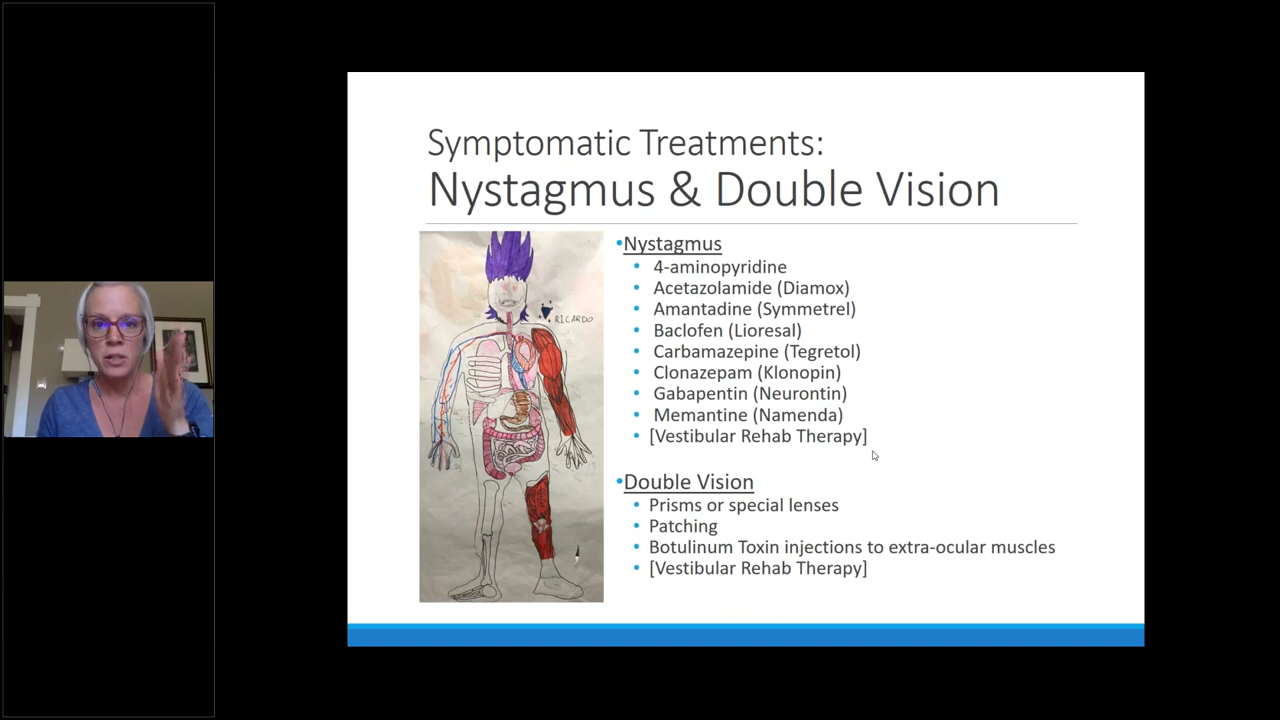 Symptomatic Treatments:
Nystagmus & Double Vision
RICARDO
•Nystagmus
• 4-aminopyridine
• Acetazolamide (Diamox)
• Amantadine (Symmetrel)
• Baclofen (Lioresal)
• Carbamazepine (Tegretol)
• Clonazepam (Klonopin)
• Gabapentin (Neurontin)
• Memantine (Namenda)
• [Vestibular Rehab Therapy]
•Double Vision
• Prisms or special lenses
• Patching
• Botulinum Toxin injections to extra-ocular muscles
• [Vestibular Rehab Therapy]